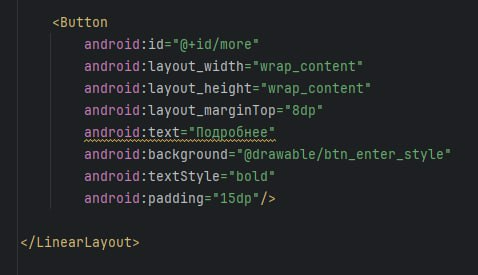 <Button
android:id="@+id/more"
android:layout_width="wrap_content"
android:layout_height="wrap_content"
android:layout_marginTop="8dp"
android:text="Подробнее"
android:background="@drawable/btn_enter_style"
android:textStyle="bold"
android:padding="15dp"/>
</LinearLayout>